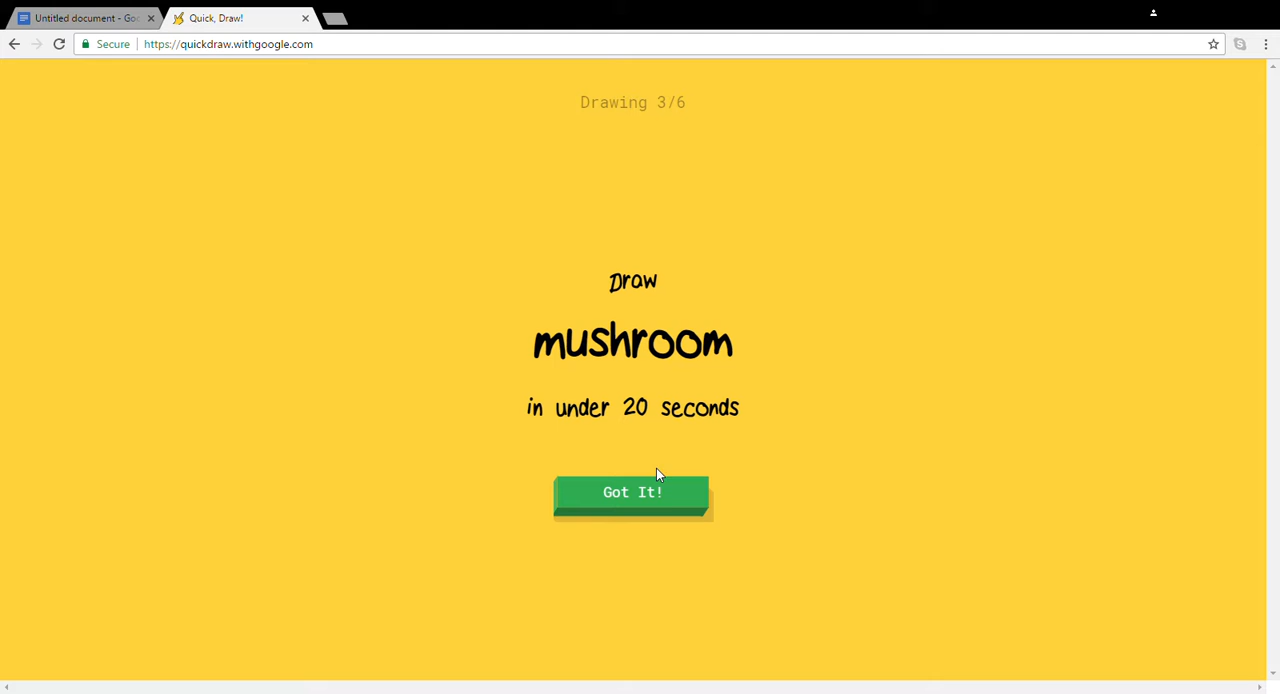 Untitled document - Goo
Quick, Draw!
Secure
https://quickdraw.withgoogle.com
Drawing 3/6
Draw
mushroom
in under 20 seconds
Got It!